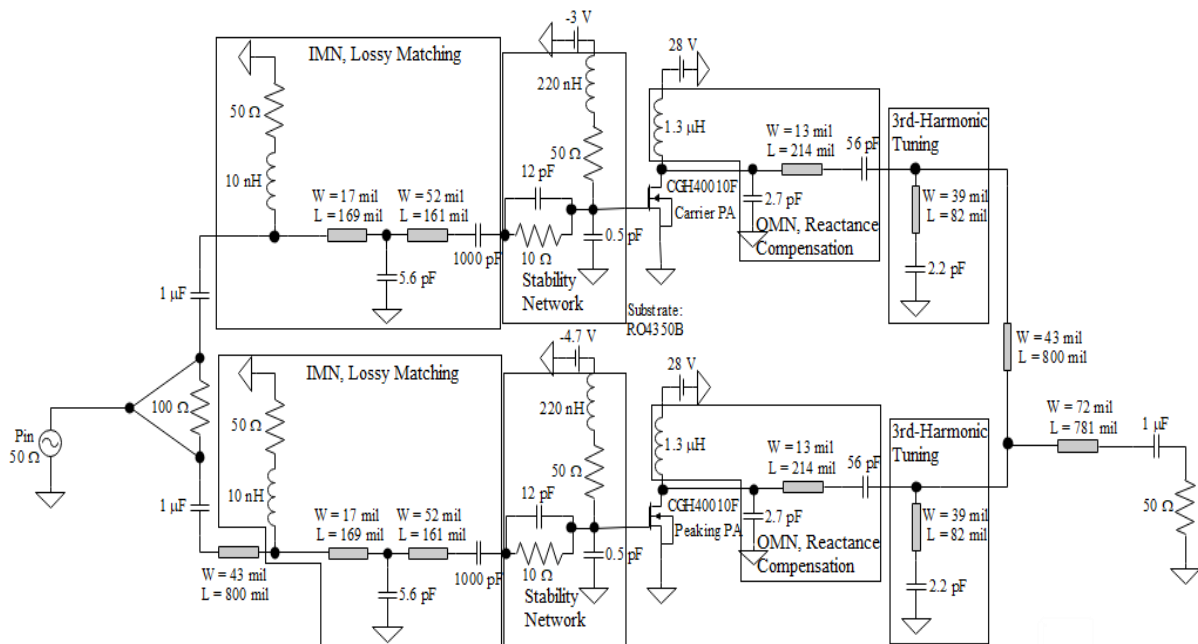 -3 V
IMN, Lossy Matching
50 Ω
10 nH
W = 17 mil
L = 169 mil
W = 52 mil
L = 161 mil
5.6 pF
1000 pF
220 nH
50 Ω
12 pF
10 Ω
0.5 pF
Stability
Network
28 V
1.3 μH
CGH40010F
Carrier PA
W = 13 mil
L = 214 mil
56 pF
2.7 pF
OMN, Reactance
Compensation
3rd-Harmonic
Tuning
W = 39 mil
L = 82 mil
2.2 pF
1 μF
Substrate:
RO4350B
W = 43 mil
L = 800 mil
100 Ω
Pin
50 Ω
1 μF
W = 43 mil
L = 800 mil
-4.7 V
IMN, Lossy Matching
50 Ω
10 nH
W = 17 mil
L = 169 mil
W = 52 mil
L = 161 mil
5.6 pF
1000 pF
220 nH
50 Ω
12 pF
10 Ω
0.5 pF
Stability
Network
28 V
1.3 μH
CGH40010F
Peaking PA
W = 13 mil
L = 214 mil
56 pF
2.7 pF
OMN, Reactance
Compensation
3rd-Harmonic
Tuning
W = 39 mil
L = 82 mil
2.2 pF
W = 72 mil
L = 781 mil
1 μF
50 Ω